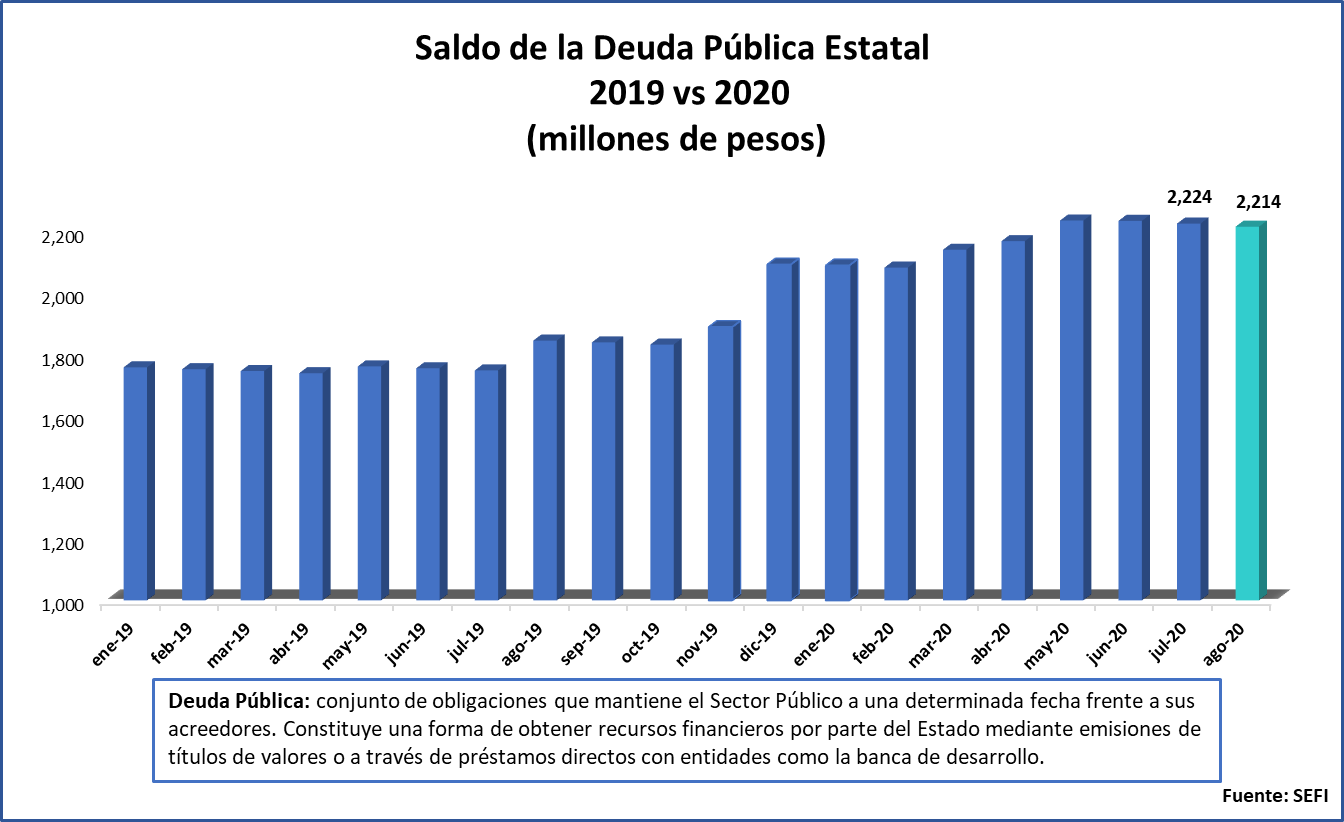 Saldo de la Deuda Pública Estatal
2019 vs 2020
(millones de pesos)
2,224
2,214
2,200
2,000
1,800
1,600
1,400
1,200
1,000
ene-19
feb-19
mar-19
abr-19
may-19
jun-19
jul-19
ago-19
sep-19
oct-19
nov-19
dic-19
ene-20
feb-20
mar-20
abr-20
may-20
jun-20
jul-20
ago-20
Deuda Pública: conjunto de obligaciones que mantiene el Sector Público a una determinada fecha frente a sus
acreedores. Constituye una forma de obtener recursos financieros por parte del Estado mediante emisiones de
títulos de valores o a través de préstamos directos con entidades como la banca de desarrollo.
Fuente: SEFI